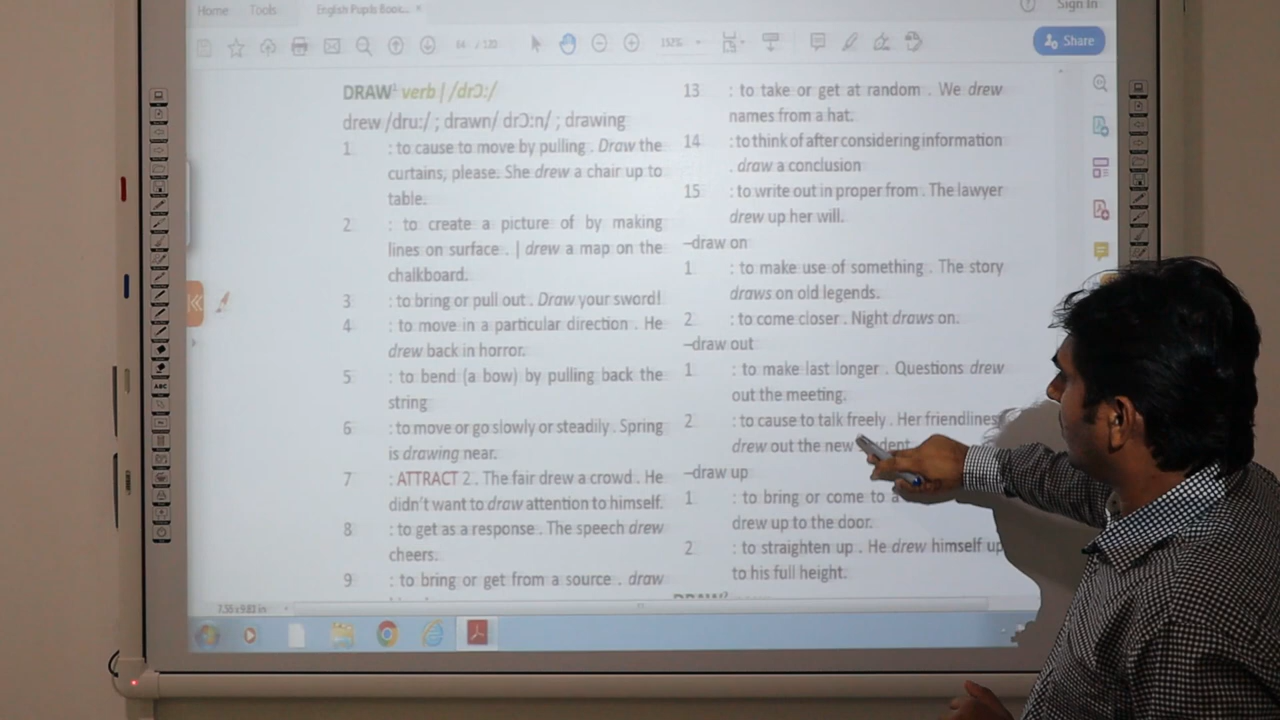 Home Tools English Pupils Book... × Sign In
64 / 120 152% Share
DRAW¹ verb | /drƆ:/
drew /dru:/ ; drawn/ drƆ:n/ ; drawing
1 : to cause to move by pulling . Draw the
curtains, please. She drew a chair up to
table.
2 : to create a picture of by making
lines on surface . | drew a map on the
chalkboard.
3 : to bring or pull out . Draw your sword!
4 : to move in a particular direction . He
drew back in horror.
5 : to bend (a bow) by pulling back the
string
6 : to move or go slowly or steadily . Spring
is drawing near.
7 : ATTRACT 2 . The fair drew a crowd . He
didn't want to draw attention to himself.
8 : to get as a response . The speech drew
cheers.
9 : to bring or get from a source . draw
13 : to take or get at random . We drew
names from a hat.
14 : to think of after considering information
. draw a conclusion
15 : to write out in proper from . The lawyer
drew up her will.
–draw on
1 : to make use of something . The story
draws on old legends.
2 : to come closer . Night draws on.
–draw out
1 : to make last longer . Questions drew
out the meeting.
2 : to cause to talk freely . Her friendliness
drew out the new
–draw up
1 : to bring or come to a
drew up to the door.
2 : to straighten up . He drew himself up
to his full height.
DRAW²
7.35 x 9.82 in
ABC